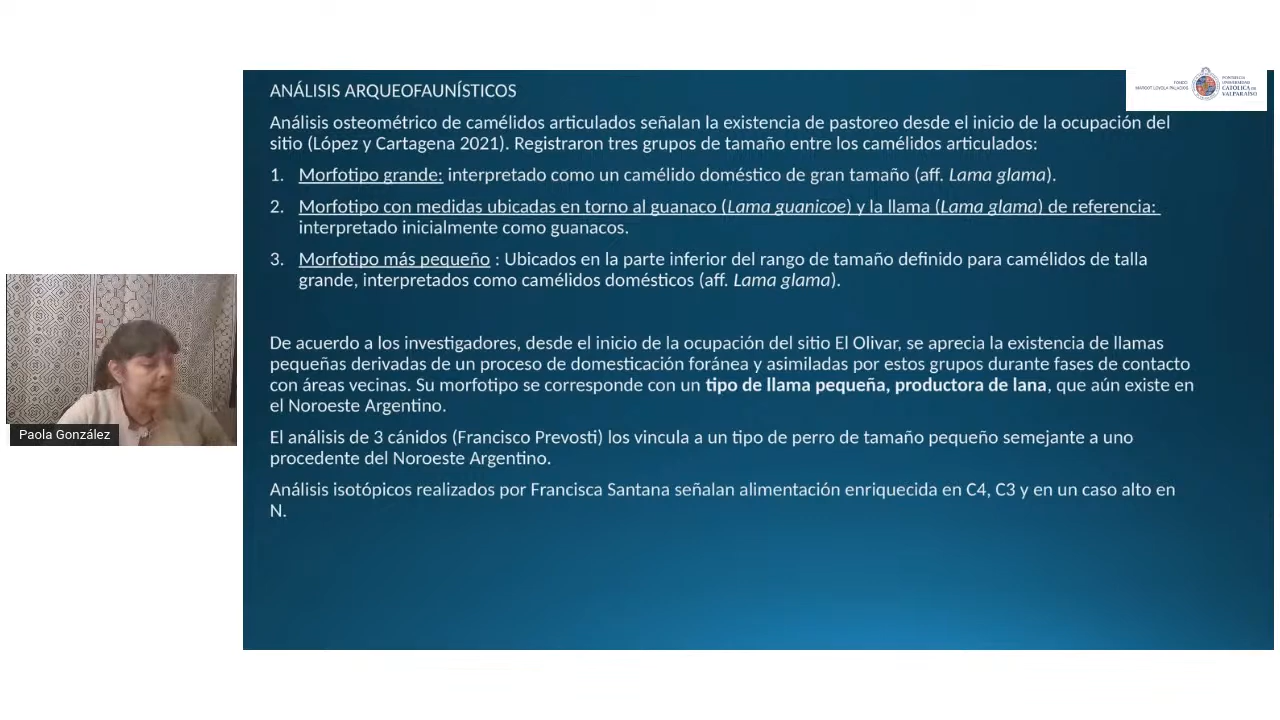 ANÁLISIS ARQUEOFAUNÍSTICOS
FONDO
MARGOT LOYOLA PALACIOS
PONTIFICIA
UNIVERSIDAD
CATÓLICA DE
VALPARAÍSO
Análisis osteométrico de camélidos articulados señalan la existencia de pastoreo desde el inicio de la ocupación del
sitio (López y Cartagena 2021). Registraron tres grupos de tamaño entre los camélidos articulados:
1. Morfotipo grande: interpretado como un camélido doméstico de gran tamaño (aff. Lama glama).
2. Morfotipo con medidas ubicadas en torno al guanaco (Lama guanicoe) y la llama (Lama glama) de referencia:
interpretado inicialmente como guanacos.
3. Morfotipo más pequeño : Ubicados en la parte inferior del rango de tamaño definido para camélidos de talla
grande, interpretados como camélidos domésticos (aff. Lama glama).
De acuerdo a los investigadores, desde el inicio de la ocupación del sitio El Olivar, se aprecia la existencia de llamas
pequeñas derivadas de un proceso de domesticación foránea y asimiladas por estos grupos durante fases de contacto
con áreas vecinas. Su morfotipo se corresponde con un tipo de llama pequeña, productora de lana, que aún existe en
el Noroeste Argentino.
El análisis de 3 cánidos (Francisco Prevosti) los vincula a un tipo de perro de tamaño pequeño semejante a uno
procedente del Noroeste Argentino.
Análisis isotópicos realizados por Francisca Santana señalan alimentación enriquecida en C4, C3 y en un caso alto en
N.
Paola González